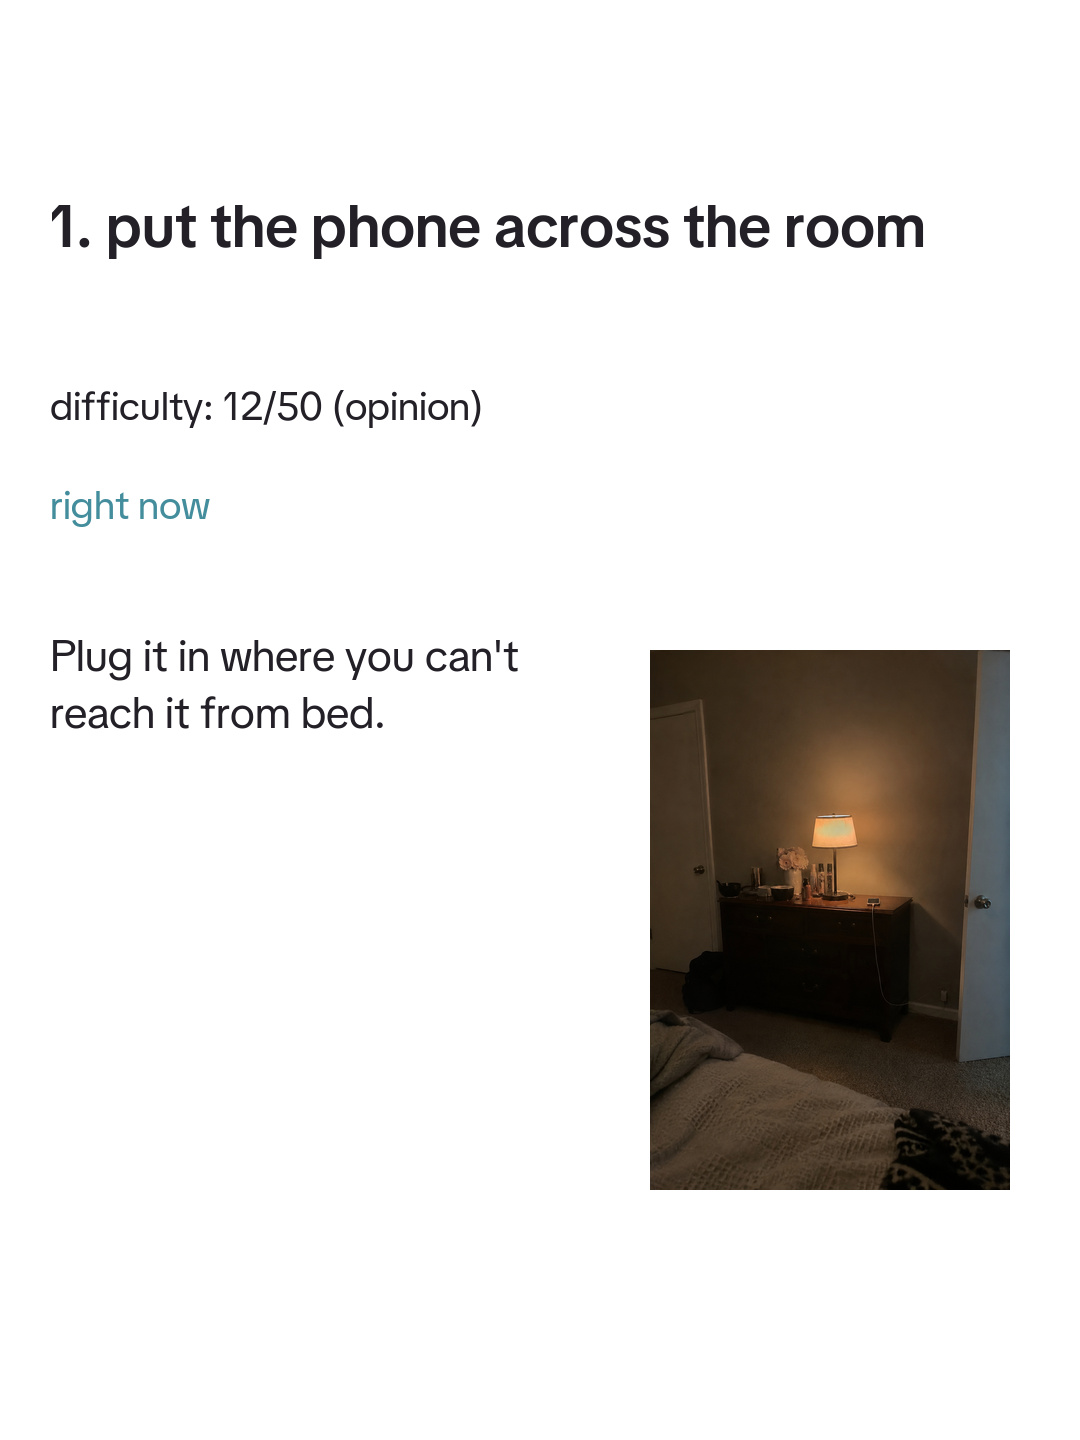 1. put the phone across the room
difficulty: 12/50 (opinion)
right now
Plug it in where you can't
reach it from bed.